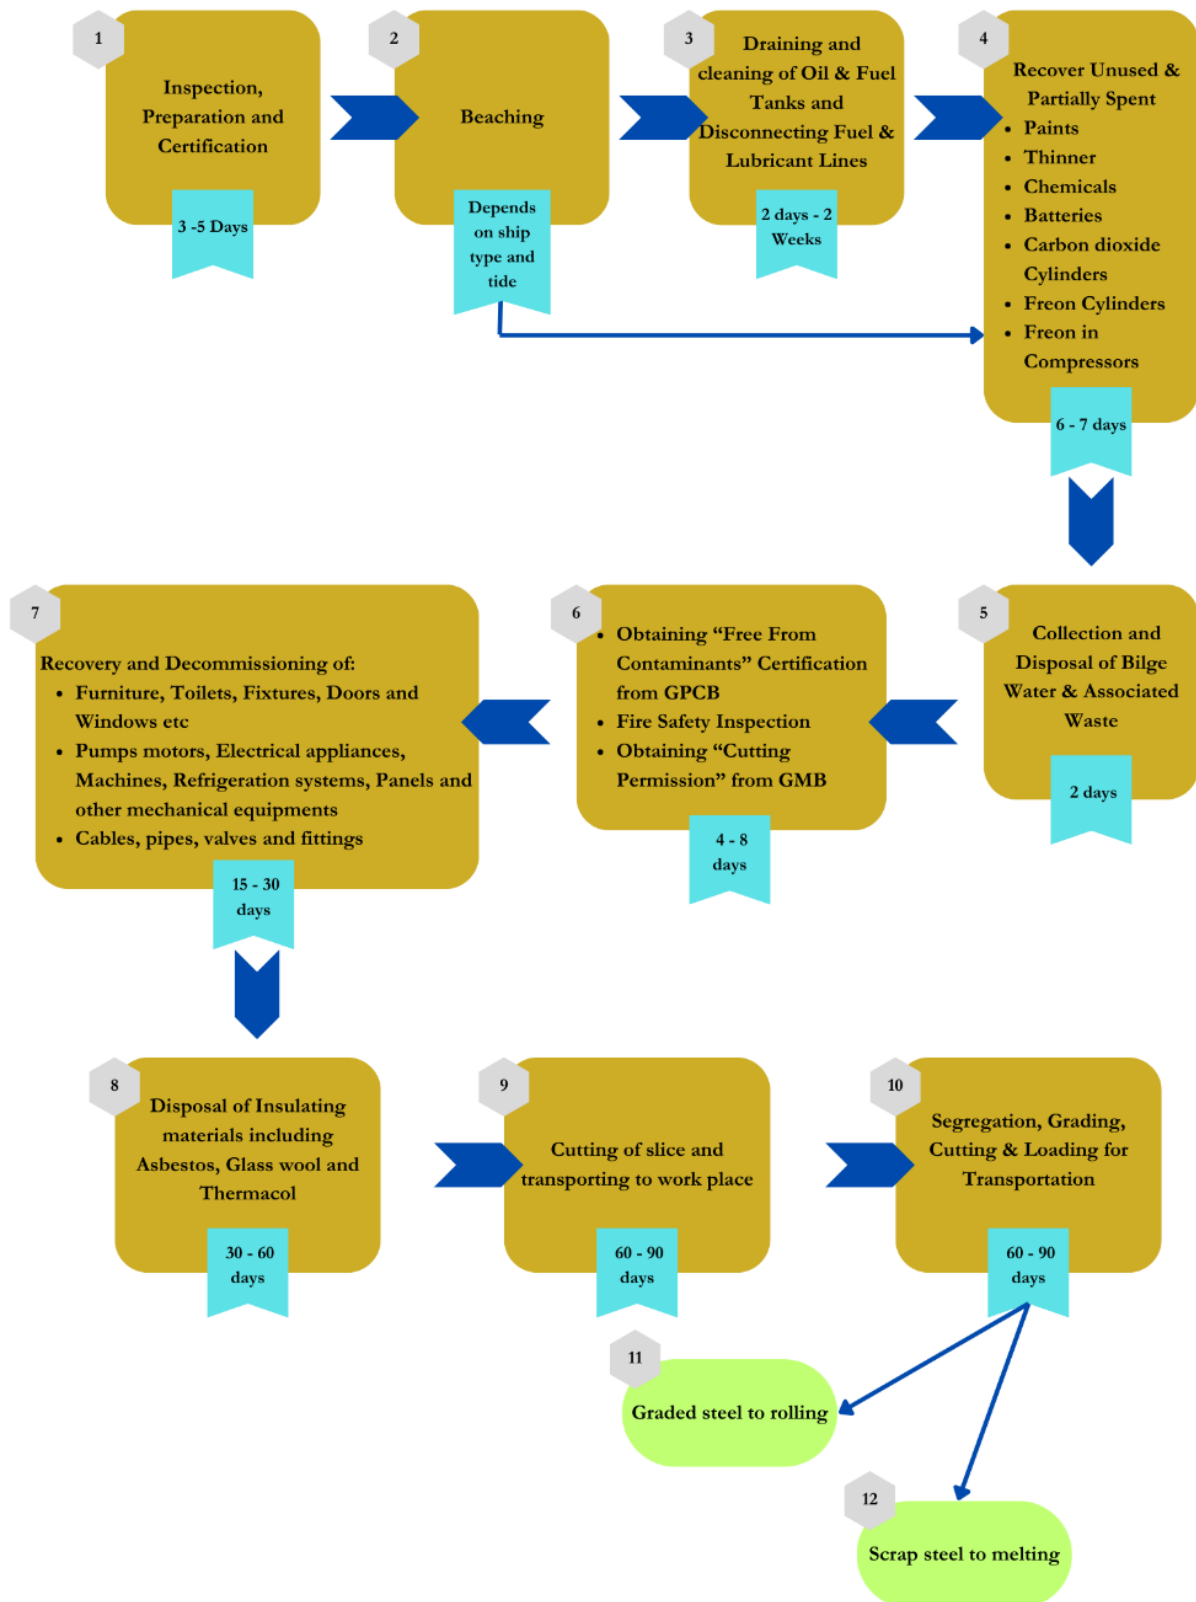 1
Inspection,
Preparation and
Certification
3 -5 Days
2
Beaching
Depends
on ship
type and
tide
3
Draining and
cleaning of Oil & Fuel
Tanks and
Disconnecting Fuel &
Lubricant Lines
2 days - 2
Weeks
4
Recover Unused &
Partially Spent
• Paints
• Thinner
• Chemicals
• Batteries
• Carbon dioxide
Cylinders
• Freon Cylinders
• Freon in
Compressors
6 - 7 days
5
Collection and
Disposal of Bilge
Water & Associated
Waste
2 days
6
• Obtaining “Free From
Contaminants” Certification
from GPCB
• Fire Safety Inspection
• Obtaining “Cutting
Permission” from GMB
4 - 8
days
7
Recovery and Decommissioning of:
• Furniture, Toilets, Fixtures, Doors and
Windows etc
• Pumps motors, Electrical appliances,
Machines, Refrigeration systems, Panels and
other mechanical equipments
• Cables, pipes, valves and fittings
15 - 30
days
8
Disposal of Insulating
materials including
Asbestos, Glass wool and
Thermacol
30 - 60
days
9
Cutting of slice and
transporting to work place
60 - 90
days
10
Segregation, Grading,
Cutting & Loading for
Transportation
60 - 90
days
11
Graded steel to rolling
12
Scrap steel to melting